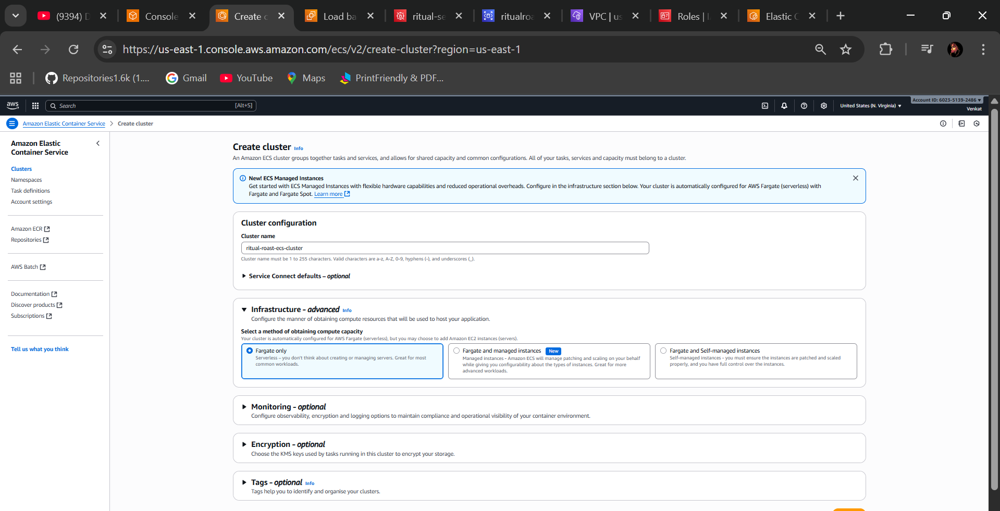 (9394) D
Console
Create c
Load ba
ritual-se
ritualroa
VPC | us
Roles | I
Elastic C
https://us-east-1.console.aws.amazon.com/ecs/v2/create-cluster?region=us-east-1
Repositories1.6k (1....
Gmail
YouTube
Maps
PrintFriendly & PDF...
aws
Search
[Alt+S]
United States (N. Virginia)
Account ID: 6023-5139-2486
Venkat
Amazon Elastic Container Service
Create cluster
Amazon Elastic
Container Service
Clusters
Namespaces
Task definitions
Account settings
Amazon ECR
Repositories
AWS Batch
Documentation
Discover products
Subscriptions
Tell us what you think
Create cluster Info
An Amazon ECS cluster groups together tasks and services, and allows for shared capacity and common configurations. All of your tasks, services and capacity must belong to a cluster.
New! ECS Managed Instances
Get started with ECS Managed Instances with flexible hardware capabilities and reduced operational overheads. Configure in the infrastructure section below. Your cluster is automatically configured for AWS Fargate (serverless) with
Fargate and Fargate Spot. Learn more
Cluster configuration
Cluster name
ritual-roast-ecs-cluster
Cluster name must be 1 to 255 characters. Valid characters are a-z, A-Z, 0-9, hyphens (-), and underscores (_).
Service Connect defaults – optional
Infrastructure - advanced Info
Configure the manner of obtaining compute resources that will be used to host your application.
Select a method of obtaining compute capacity
Your cluster is automatically configured for AWS Fargate (serverless), but you may choose to add Amazon EC2 instances (servers).
Fargate only
Serverless – you don't think about creating or managing servers. Great for most
common workloads.
Fargate and managed instances New
Managed instances - Amazon ECS will manage patching and scaling on your behalf
while giving you configurability about the types of instances. Great for more
advanced workloads.
Fargate and Self-managed instances
Self-managed instances - you must ensure the instances are patched and scaled
properly, and you have full control over the instances.
Monitoring - optional
Configure observability, encryption and logging options to maintain compliance and operational visibility of your container environment.
Encryption - optional
Choose the KMS keys used by tasks running in this cluster to encrypt your storage.
Tags - optional Info
Tags help you to identify and organise your clusters.